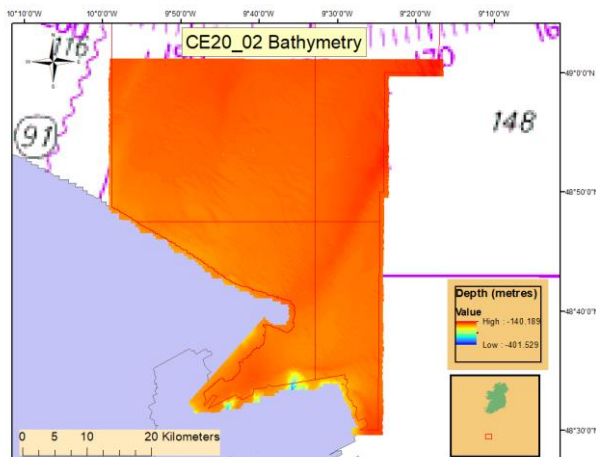 10°10'0"W 10°0'0"W 9°50'0"W 9°40'0"W 9°30'0"W 9°20'0"W 9°10'0"W
CE20_02 Bathymetry
116
170
49°0'0"N
91
148
48°50'0"N
Depth (metres)
Value
High : -140.189
Low : -401.529
48°40'0"N
48°30'0"N
0 5 10 20 Kilometers